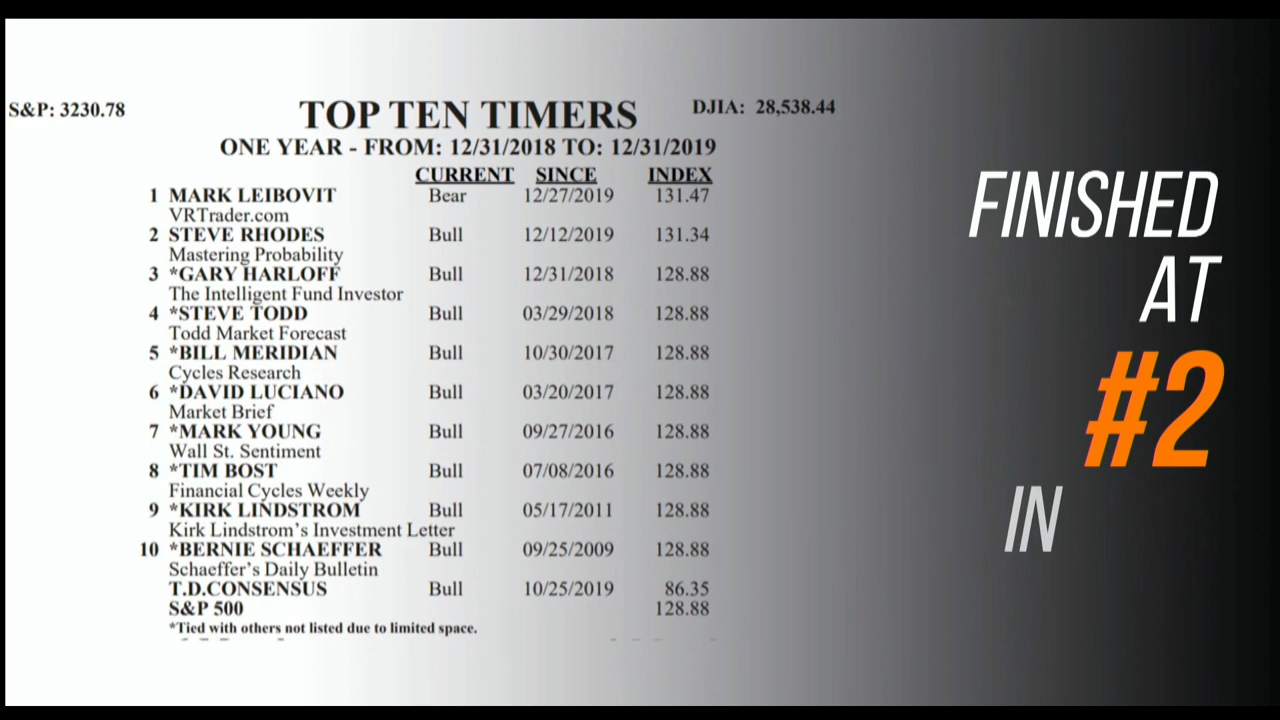 S&P: 3230.78
TOP TEN TIMERS
DJIA: 28,538.44
ONE YEAR - FROM: 12/31/2018 TO: 12/31/2019
CURRENT SINCE INDEX
1 MARK LEIBOVIT Bear 12/27/2019 131.47
VRTrader.com
2 STEVE RHODES Bull 12/12/2019 131.34
Mastering Probability
3 *GARY HARLOFF Bull 12/31/2018 128.88
The Intelligent Fund Investor
4 *STEVE TODD Bull 03/29/2018 128.88
Todd Market Forecast
5 *BILL MERIDIAN Bull 10/30/2017 128.88
Cycles Research
6 *DAVID LUCIANO Bull 03/20/2017 128.88
Market Brief
7 *MARK YOUNG Bull 09/27/2016 128.88
Wall St. Sentiment
8 *TIM BOST Bull 07/08/2016 128.88
Financial Cycles Weekly
9 *KIRK LINDSTROM Bull 05/17/2011 128.88
Kirk Lindstrom's Investment Letter
10 *BERNIE SCHAEFFER Bull 09/25/2009 128.88
Schaeffer's Daily Bulletin
T.D.CONSENSUS Bull 10/25/2019 86.35
S&P 500 128.88
*Tied with others not listed due to limited space.
FINISHED
AT
#2
IN